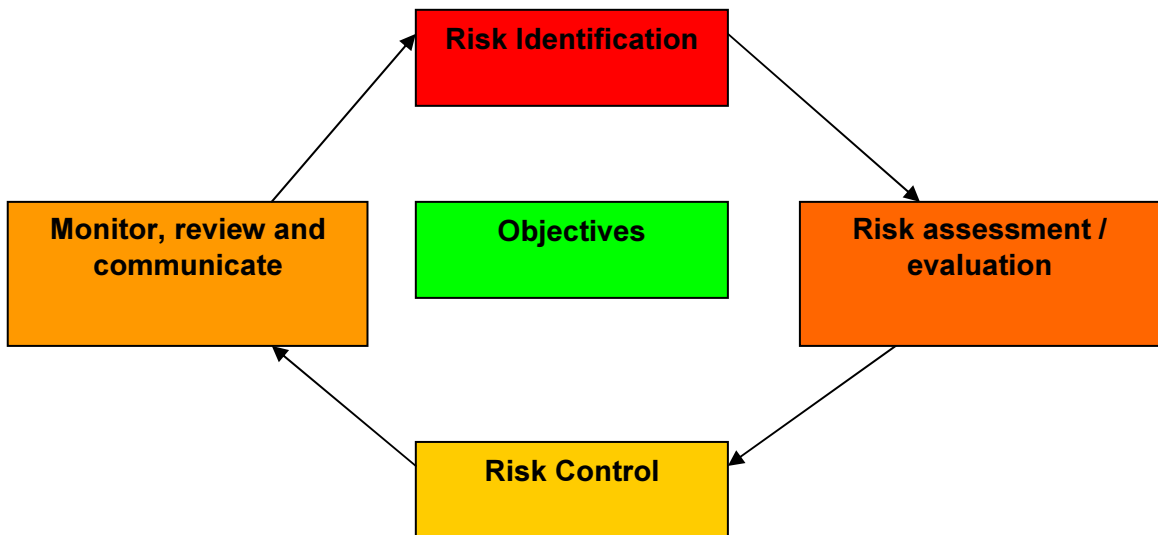 Risk Identification
Monitor, review and
communicate
Objectives
Risk assessment /
evaluation
Risk Control